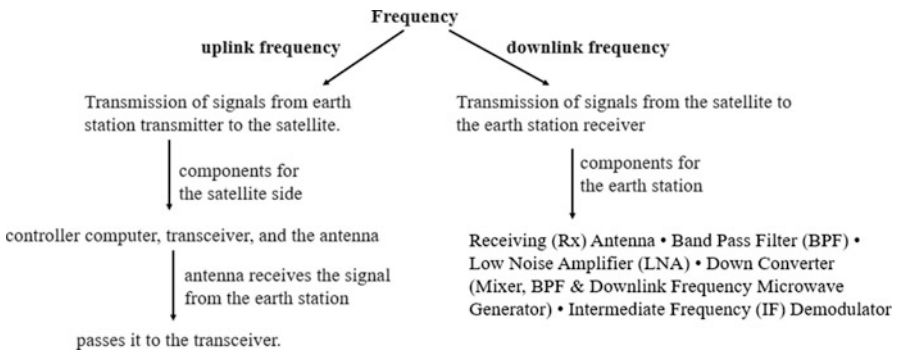 Frequency
uplink frequency
downlink frequency
Transmission of signals from earth
station transmitter to the satellite.
Transmission of signals from the satellite to
the earth station receiver
components for
the satellite side
components for
the earth station
controller computer, transceiver, and the antenna
Receiving (Rx) Antenna • Band Pass Filter (BPF) •
Low Noise Amplifier (LNA) • Down Converter
(Mixer, BPF & Downlink Frequency Microwave
Generator) • Intermediate Frequency (IF) Demodulator
antenna receives the signal
from the earth station
passes it to the transceiver.